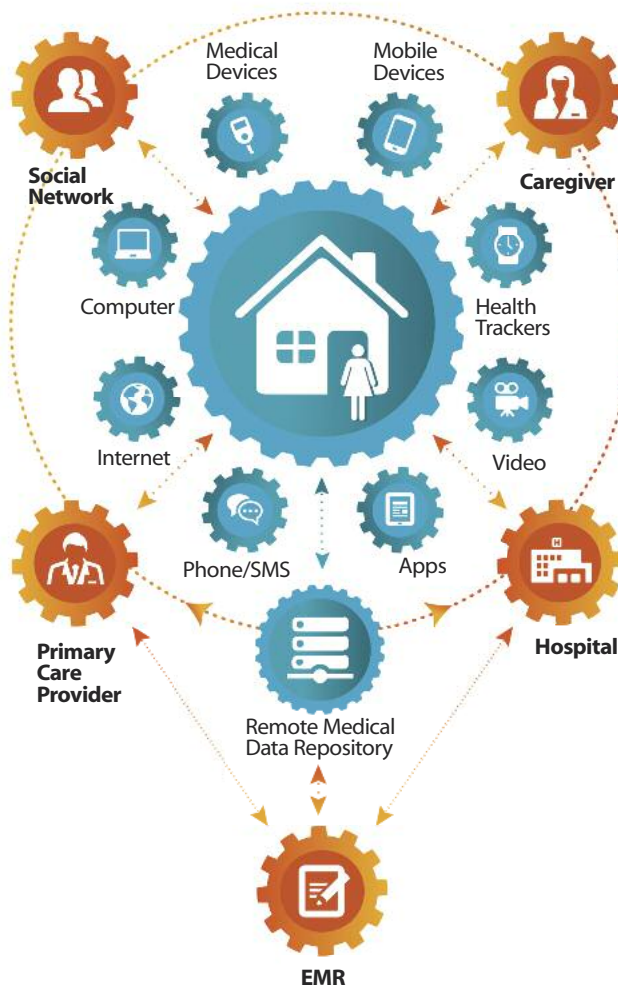 Medical
Devices
Mobile
Devices
Social
Network
Caregiver
Computer
Health
Trackers
Internet
Video
Phone/SMS
Apps
Primary
Care
Provider
H
Hospital
Remote Medical
Data Repository
EMR